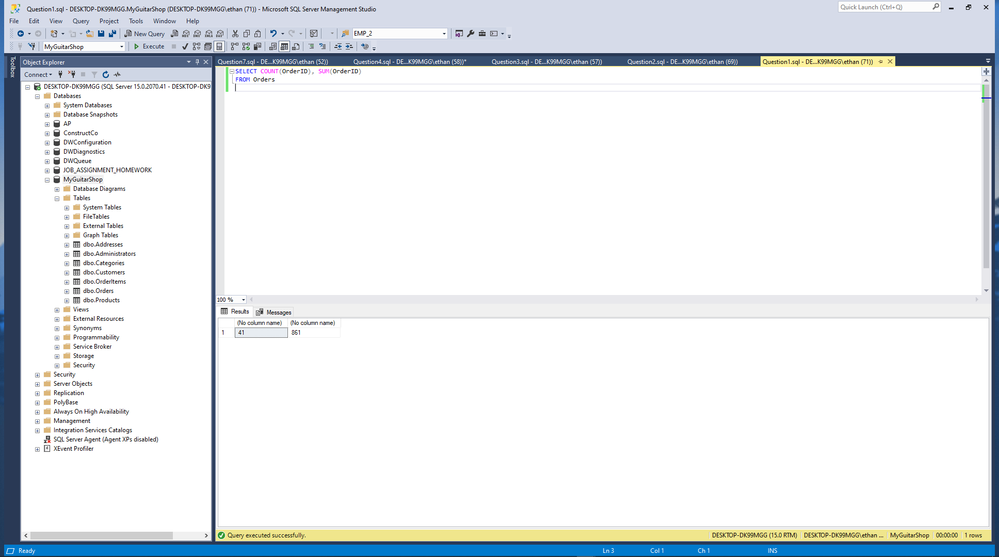 Question1.sql - DESKTOP-DK99MGG.MyGuitarShop (DESKTOP-DK99MGG\ethan (71)) - Microsoft SQL Server Management Studio
Quick Launch (Ctrl+Q)
File Edit View Query Project Tools Window Help
New Query MDX DMX XMLA DAX EMP_2
MyGuitarShop Execute
Toolbox
Object Explorer
Connect
DESKTOP-DK99MGG (SQL Server 15.0.2070.41 - DESKTOP-DK9
Databases
System Databases
Database Snapshots
AP
ConstructCo
DWConfiguration
DWDiagnostics
DWQueue
JOB_ASSIGNMENT_HOMEWORK
MyGuitarShop
Database Diagrams
Tables
System Tables
FileTables
External Tables
Graph Tables
dbo.Addresses
dbo.Administrators
dbo.Categories
dbo.Customers
dbo.OrderItems
dbo.Orders
dbo.Products
Views
External Resources
Synonyms
Programmability
Service Broker
Storage
Security
Security
Server Objects
Replication
PolyBase
Always On High Availability
Management
Integration Services Catalogs
SQL Server Agent (Agent XPs disabled)
XEvent Profiler
Question7.sql - DE...K99MGG\ethan (52)) Question4.sql - DE...K99MGG\ethan (58))* Question3.sql - DE...K99MGG\ethan (57)) Question2.sql - DE...K99MGG\ethan (69)) Question1.sql - DE...K99MGG\ethan (71))
SELECT COUNT(OrderID), SUM(OrderID)
FROM Orders
100 %
Results Messages
(No column name) (No column name)
1 41 861
Query executed successfully. DESKTOP-DK99MGG (15.0 RTM) DESKTOP-DK99MGG\ethan ... MyGuitarShop 00:00:00 1 rows
Ready Ln 3 Col 1 Ch 1 INS